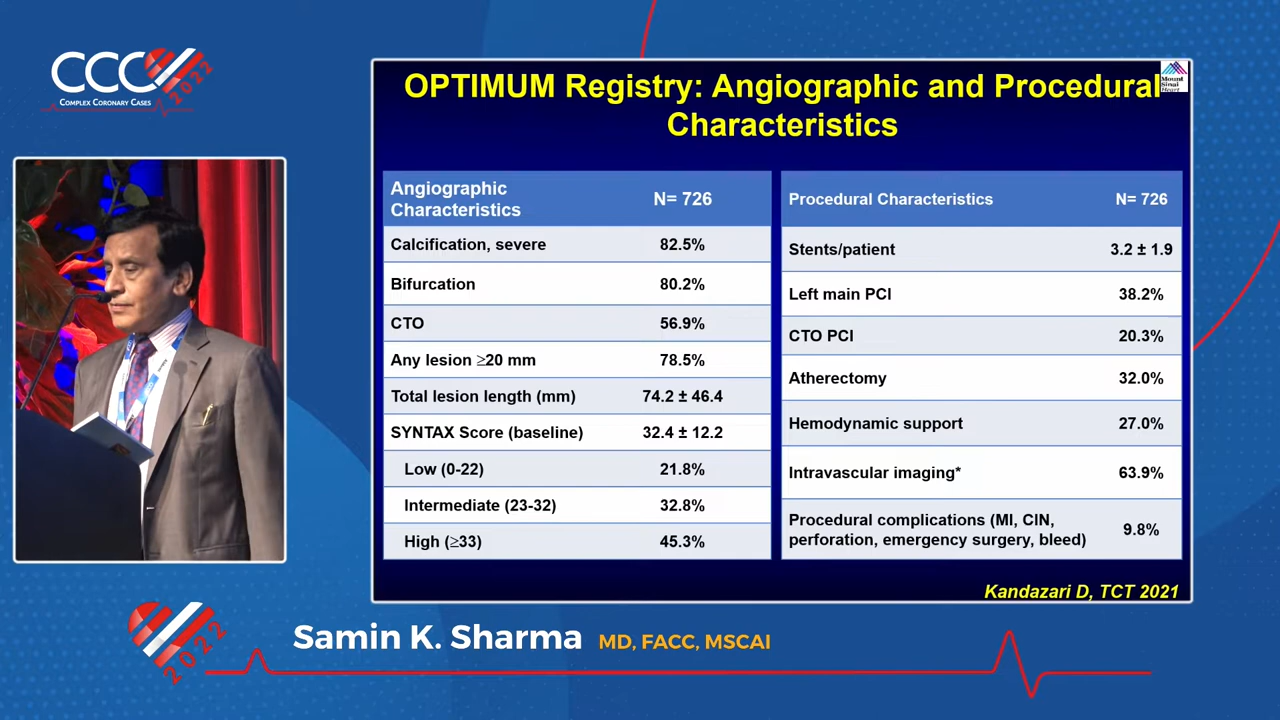 CCC
COMPLEX CORONARY CASES
2022
OPTIMUM Registry: Angiographic and Procedural
Characteristics
Mount
Sinai
Heart
Angiographic
Characteristics N= 726
Calcification, severe 82.5%
Bifurcation 80.2%
CTO 56.9%
Any lesion ≥20 mm 78.5%
Total lesion length (mm) 74.2 ± 46.4
SYNTAX Score (baseline) 32.4 ± 12.2
Low (0-22) 21.8%
Intermediate (23-32) 32.8%
High (≥33) 45.3%
Procedural Characteristics N= 726
Stents/patient 3.2 ± 1.9
Left main PCI 38.2%
CTO PCI 20.3%
Atherectomy 32.0%
Hemodynamic support 27.0%
Intravascular imaging* 63.9%
Procedural complications (MI, CIN,
perforation, emergency surgery, bleed) 9.8%
Kandazari D, TCT 2021
2022
Samin K. Sharma MD, FACC, MSCAI